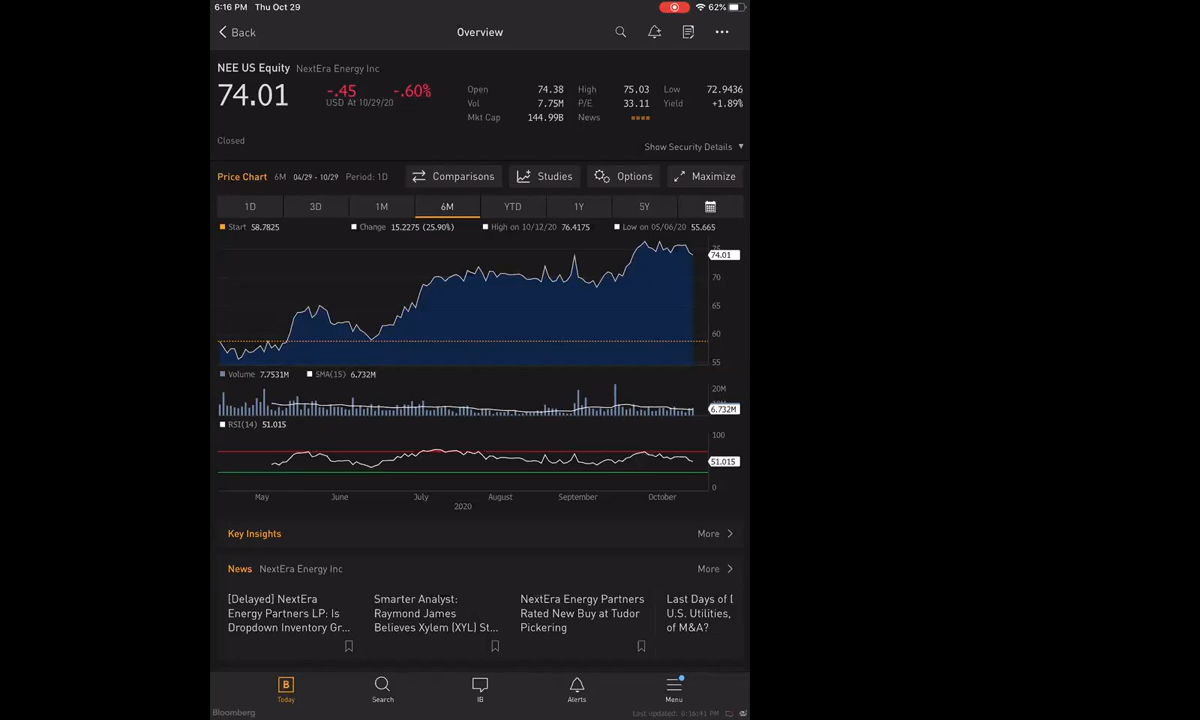 6:16 PM Thu Oct 29 62%
Back Overview
NEE US Equity NextEra Energy Inc
74.01 -.45 -.60%
USD At 10/29/20
Open 74.38 High 75.03 Low 72.9436
Vol 7.75M P/E 33.11 Yield +1.89%
Mkt Cap 144.99B News
Closed
Show Security Details
Price Chart 6M 04/29 - 10/29 Period: 1D Comparisons Studies Options Maximize
1D 3D 1M 6M YTD 1Y 5Y
Start 58.7825 Change 15.2275 (25.90%) High on 10/12/20 76.4175 Low on 05/06/20 55.665
75
74.01
70
65
60
55
Volume 7.7531M SMA(15) 6.732M
20M
6.732M
RSI(14) 51.015
100
51.015
0
May June July August September October
2020
Key Insights More
News NextEra Energy Inc More
[Delayed] NextEra
Energy Partners LP: Is
Dropdown Inventory Gr...
Smarter Analyst:
Raymond James
Believes Xylem (XYL) St...
NextEra Energy Partners
Rated New Buy at Tudor
Pickering
Last Days of
U.S. Utilities,
of M&A?
B
Today Search IB Alerts Menu
Bloomberg Last updated: 6:16:41 PM